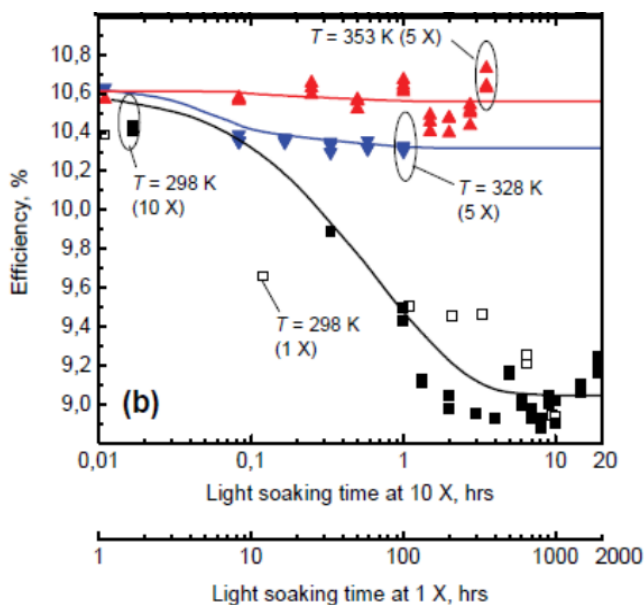 T = 353 K (5 X)
10,8
10,6
10,4
10,2
10,0
9,8
9,6
9,4
9,2
9,0
Efficiency, %
T = 298 K
(10 X)
T = 328 K
(5 X)
T = 298 K
(1 X)
(b)
0,01 0,1 1 10 20
Light soaking time at 10 X, hrs
1 10 100 1000 2000
Light soaking time at 1 X, hrs